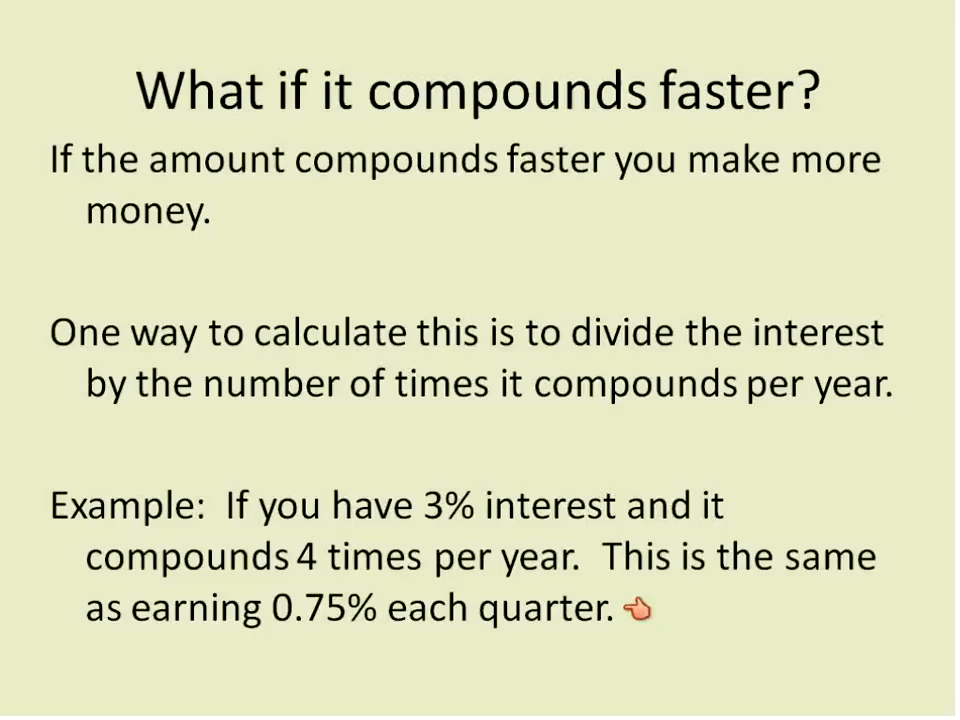 What if it compounds faster?
If the amount compounds faster you make more
money.
One way to calculate this is to divide the interest
by the number of times it compounds per year.
Example:  If you have 3% interest and it
compounds 4 times per year.  This is the same
as earning 0.75% each quarter.